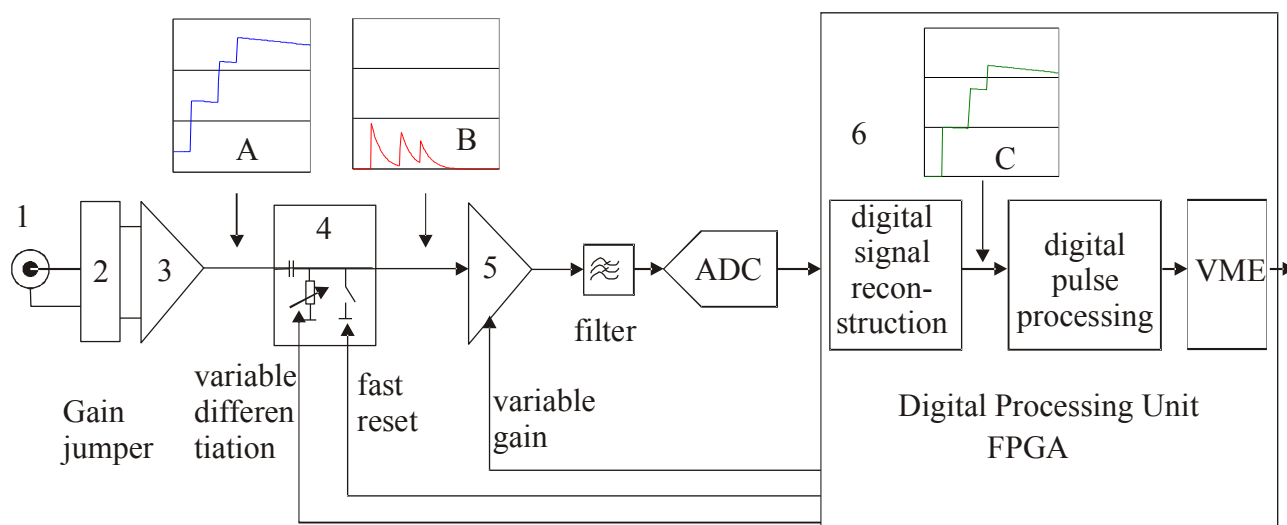 A
B
6
C
1
2
3
4
5
ADC
digital
signal
recon-
struction
digital
pulse
processing
VME
filter
variable
differen
tiation
fast
reset
variable
gain
Gain
jumper
Digital Processing Unit
FPGA